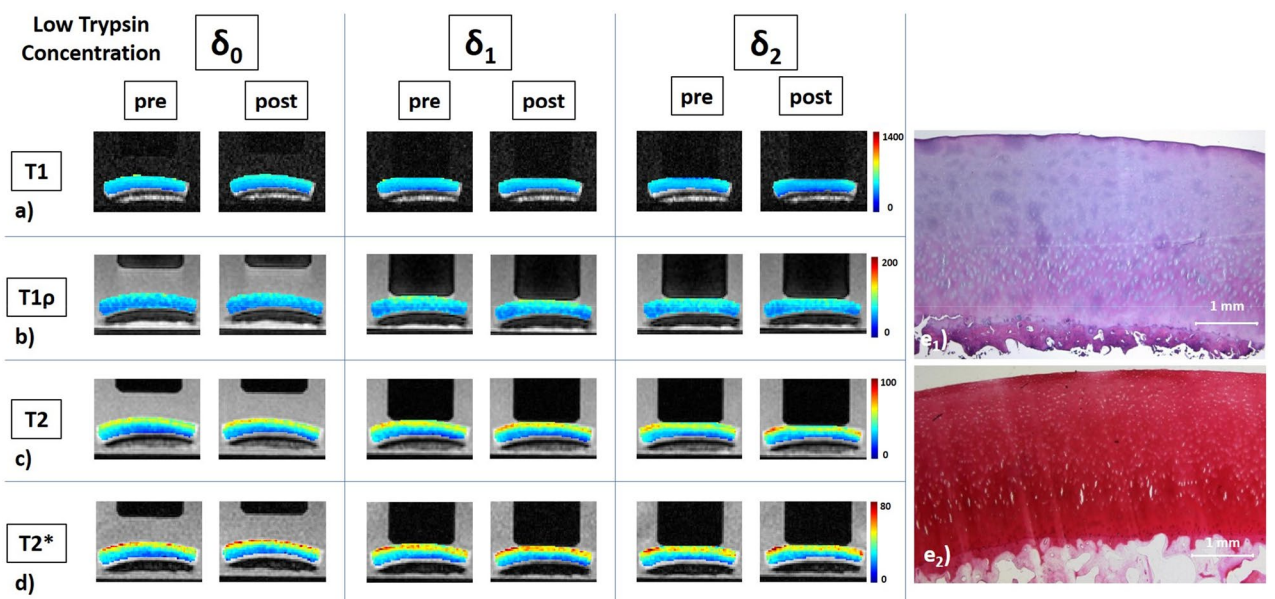 Low Trypsin
Concentration
δ0
δ1
δ2
pre
post
pre
post
pre
post
T1
1400
0
a)
T1ρ
200
0
b)
T2
100
0
c)
T2*
80
0
d)
1 mm
e1)
1 mm
e2)